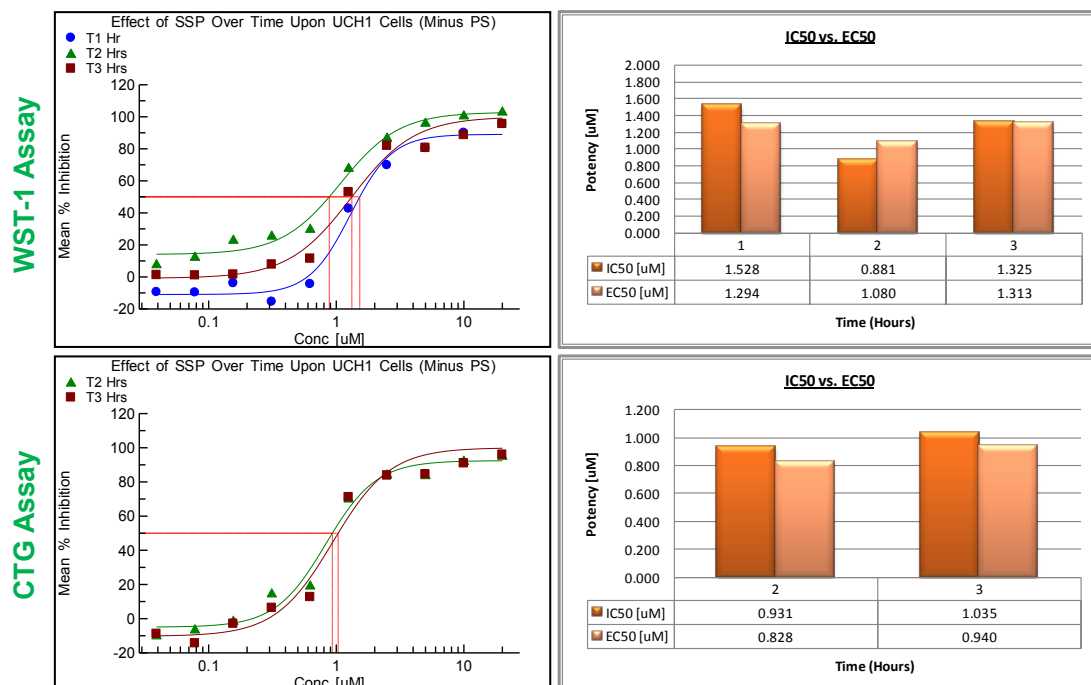 WST-1 Assay
Effect of SSP Over Time Upon UCH1 Cells (Minus PS)
T1 Hr
T2 Hrs
T3 Hrs
Mean % Inhibition
120
100
80
60
40
20
0
-20
0.1 1 10
Conc [uM]
IC50 vs. EC50
Potency [uM]
2.000
1.800
1.600
1.400
1.200
1.000
0.800
0.600
0.400
0.200
0.000
1 2 3
IC50 [uM] 1.528 0.881 1.325
EC50 [uM] 1.294 1.080 1.313
Time (Hours)
CTG Assay
Effect of SSP Over Time Upon UCH1 Cells (Minus PS)
T2 Hrs
T3 Hrs
Mean % Inhibition
120
100
80
60
40
20
0
-20
0.1 1 10
Conc [uM]
IC50 vs. EC50
Potency [uM]
1.200
1.000
0.800
0.600
0.400
0.200
0.000
2 3
IC50 [uM] 0.931 1.035
EC50 [uM] 0.828 0.940
Time (Hours)